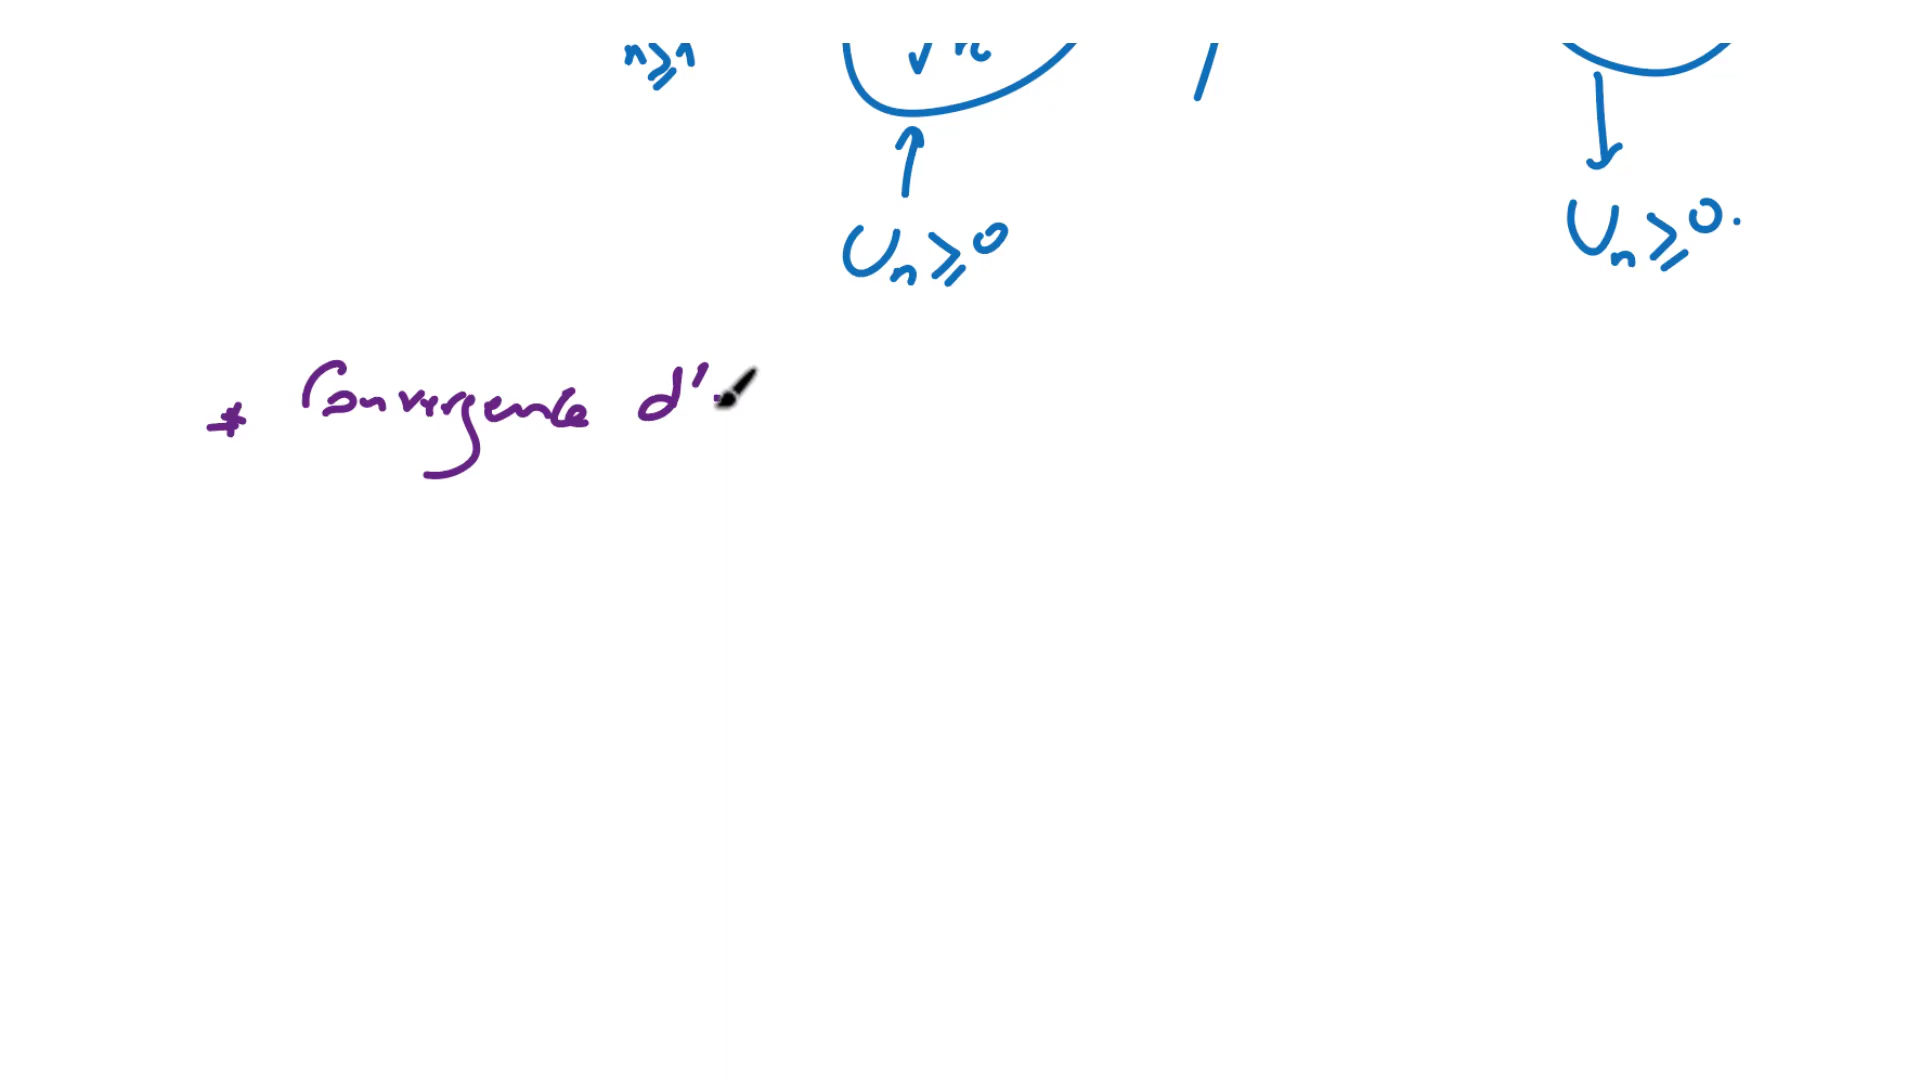 n⩾1 √n
Uₙ⩾0 Uₙ⩾0.
* Convergence d'